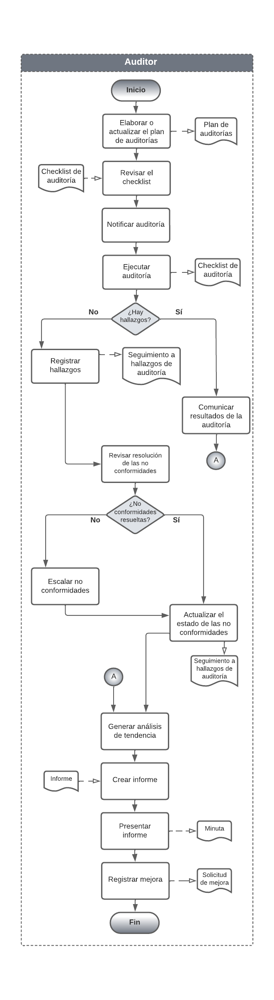 Auditor
Inicio
Elaborar o
actualizar el plan
de auditorías
Plan de
auditorías
Checklist de
auditoría
Revisar el
checklist
Notificar auditoría
Ejecutar
auditoría
Checklist de
auditoría
¿Hay
hallazgos?
No
Sí
Registrar
hallazgos
Seguimiento a
hallazgos de
auditoría
Comunicar
resultados de la
auditoría
A
Revisar resolución
de las no
conformidades
¿No
conformidades
resueltas?
No
Sí
Escalar no
conformidades
Actualizar el
estado de las no
conformidades
Seguimiento a
hallazgos de
auditoría
A
Generar análisis
de tendencia
Informe
Crear informe
Presentar
informe
Minuta
Registrar mejora
Solicitud
de mejora
Fin